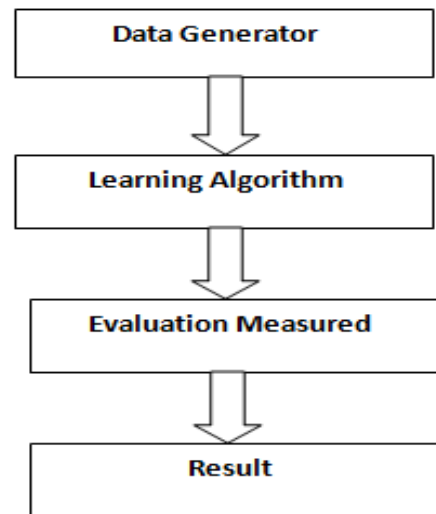 Data Generator
Learning Algorithm
Evaluation Measured
Result